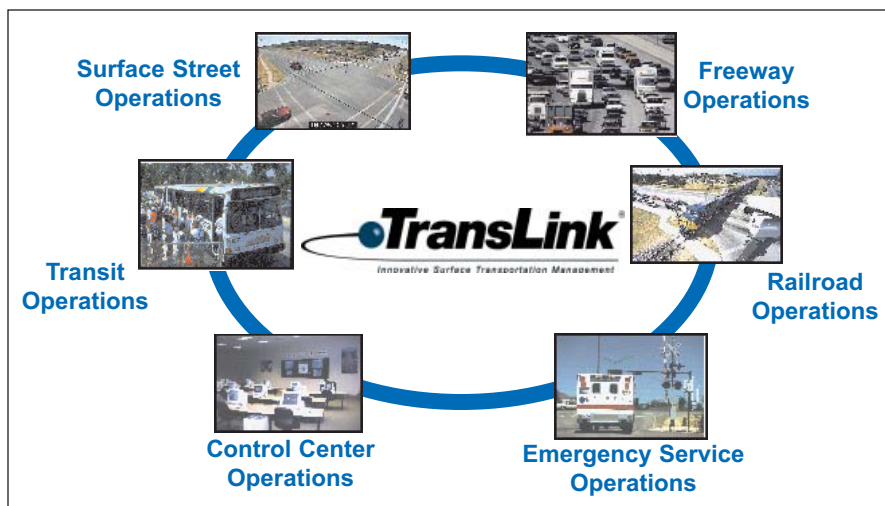 Surface Street
Operations
Freeway
Operations
TransLink®
Innovative Surface Transportation Management
Transit
Operations
Railroad
Operations
Control Center
Operations
Emergency Service
Operations